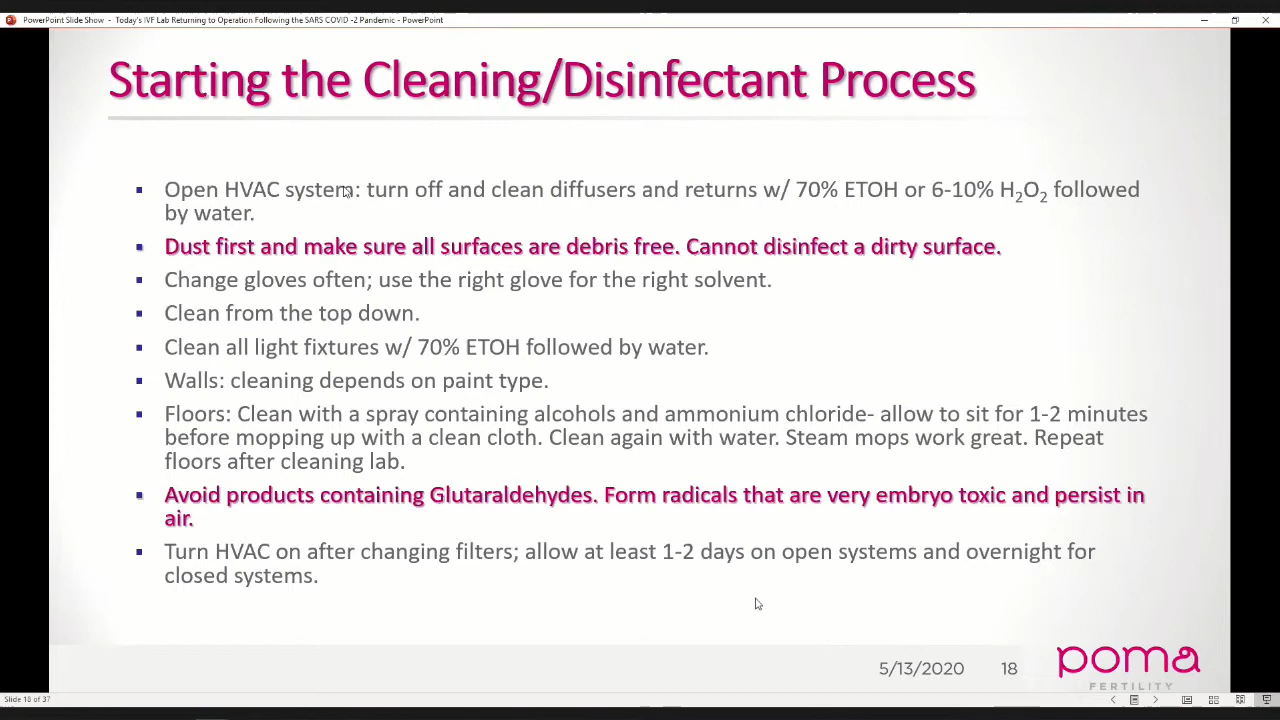 PowerPoint Slide Show - Today's IVF Lab Returning to Operation Following the SARS COVID -2 Pandemic - PowerPoint
Starting the Cleaning/Disinfectant Process
▪ Open HVAC system: turn off and clean diffusers and returns w/ 70% ETOH or 6-10% H₂O₂ followed
by water.
▪ Dust first and make sure all surfaces are debris free. Cannot disinfect a dirty surface.
▪ Change gloves often; use the right glove for the right solvent.
▪ Clean from the top down.
▪ Clean all light fixtures w/ 70% ETOH followed by water.
▪ Walls: cleaning depends on paint type.
▪ Floors: Clean with a spray containing alcohols and ammonium chloride- allow to sit for 1-2 minutes
before mopping up with a clean cloth. Clean again with water. Steam mops work great. Repeat
floors after cleaning lab.
▪ Avoid products containing Glutaraldehydes. Form radicals that are very embryo toxic and persist in
air.
▪ Turn HVAC on after changing filters; allow at least 1-2 days on open systems and overnight for
closed systems.
5/13/2020 18
poma
FERTILITY
Slide 18 of 37